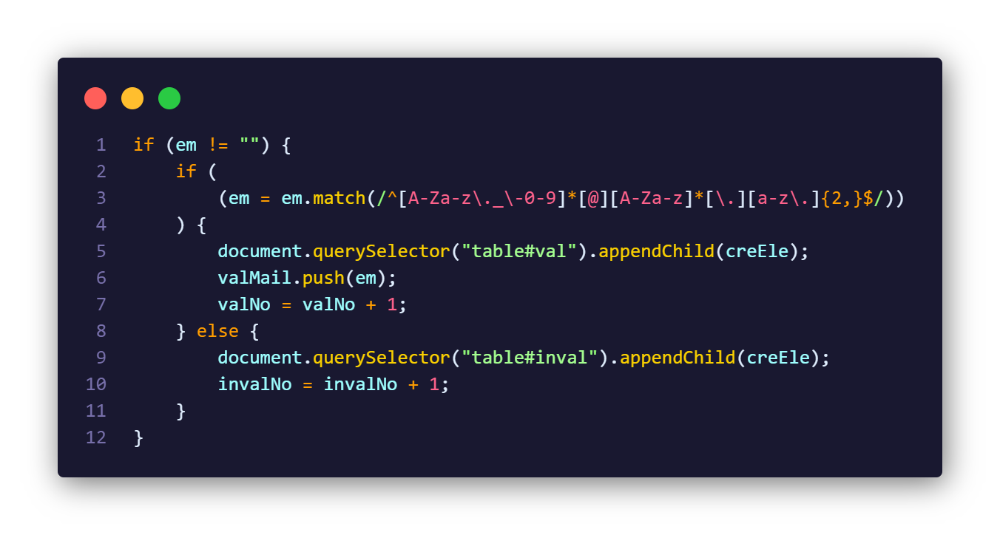 1 if (em != "") {
2 if (
3 (em = em.match(/^[A-Za-z\._\-0-9]*[@][A-Za-z]*[\.][a-z\.]{2,}$/))
4 ) {
5 document.querySelector("table#val").appendChild(creEle);
6 valMail.push(em);
7 valNo = valNo + 1;
8 } else {
9 document.querySelector("table#inval").appendChild(creEle);
10 invalNo = invalNo + 1;
11 }
12 }